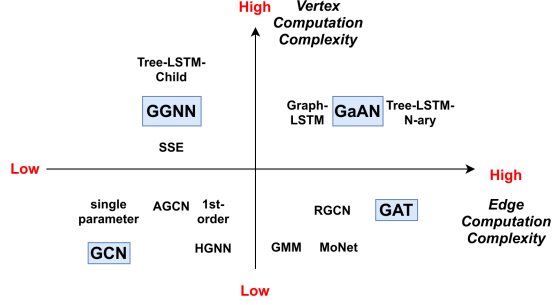 High
Vertex
Computation
Complexity
Tree-LSTM-
Child
GGNN
Graph-
LSTM
GaAN
Tree-LSTM-
N-ary
SSE
Low
High
single
parameter
AGCN
1st-
order
RGCN
GAT
Edge
Computation
Complexity
GCN
HGNN
GMM
MoNet
Low